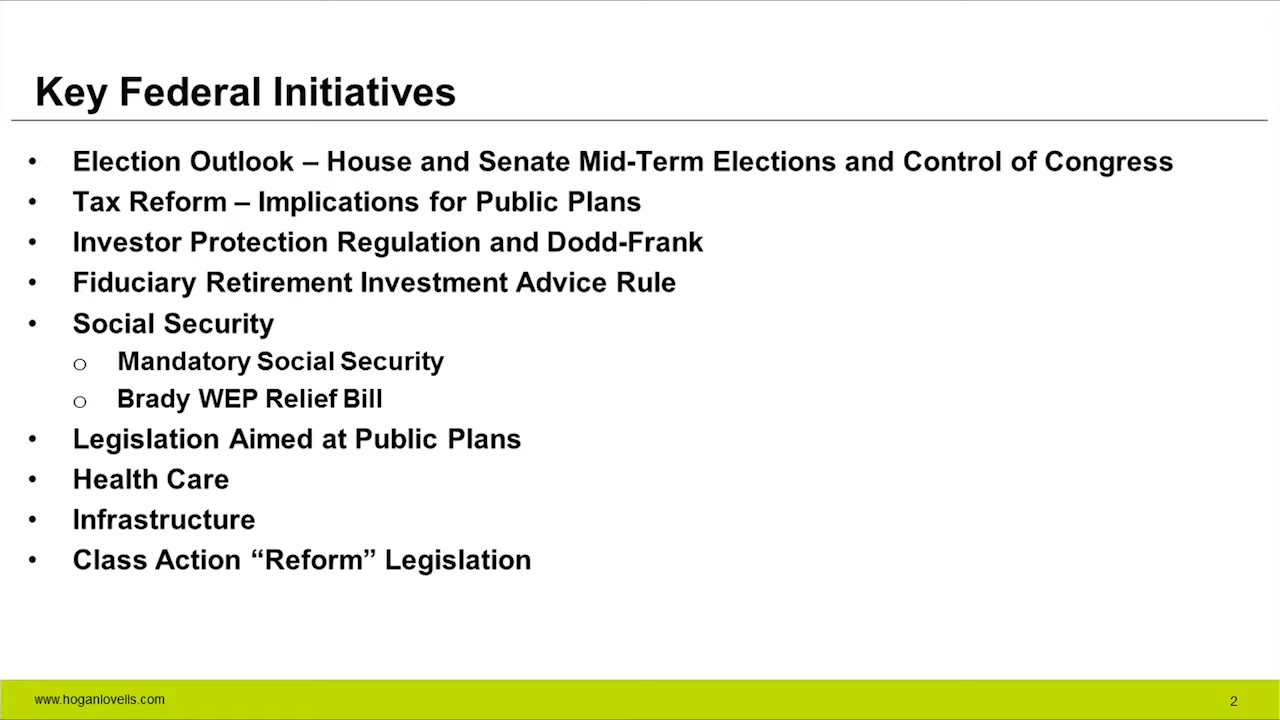 Key Federal Initiatives
• Election Outlook – House and Senate Mid-Term Elections and Control of Congress
• Tax Reform – Implications for Public Plans
• Investor Protection Regulation and Dodd-Frank
• Fiduciary Retirement Investment Advice Rule
• Social Security
o Mandatory Social Security
o Brady WEP Relief Bill
• Legislation Aimed at Public Plans
• Health Care
• Infrastructure
• Class Action “Reform” Legislation
www.hoganlovells.com
2